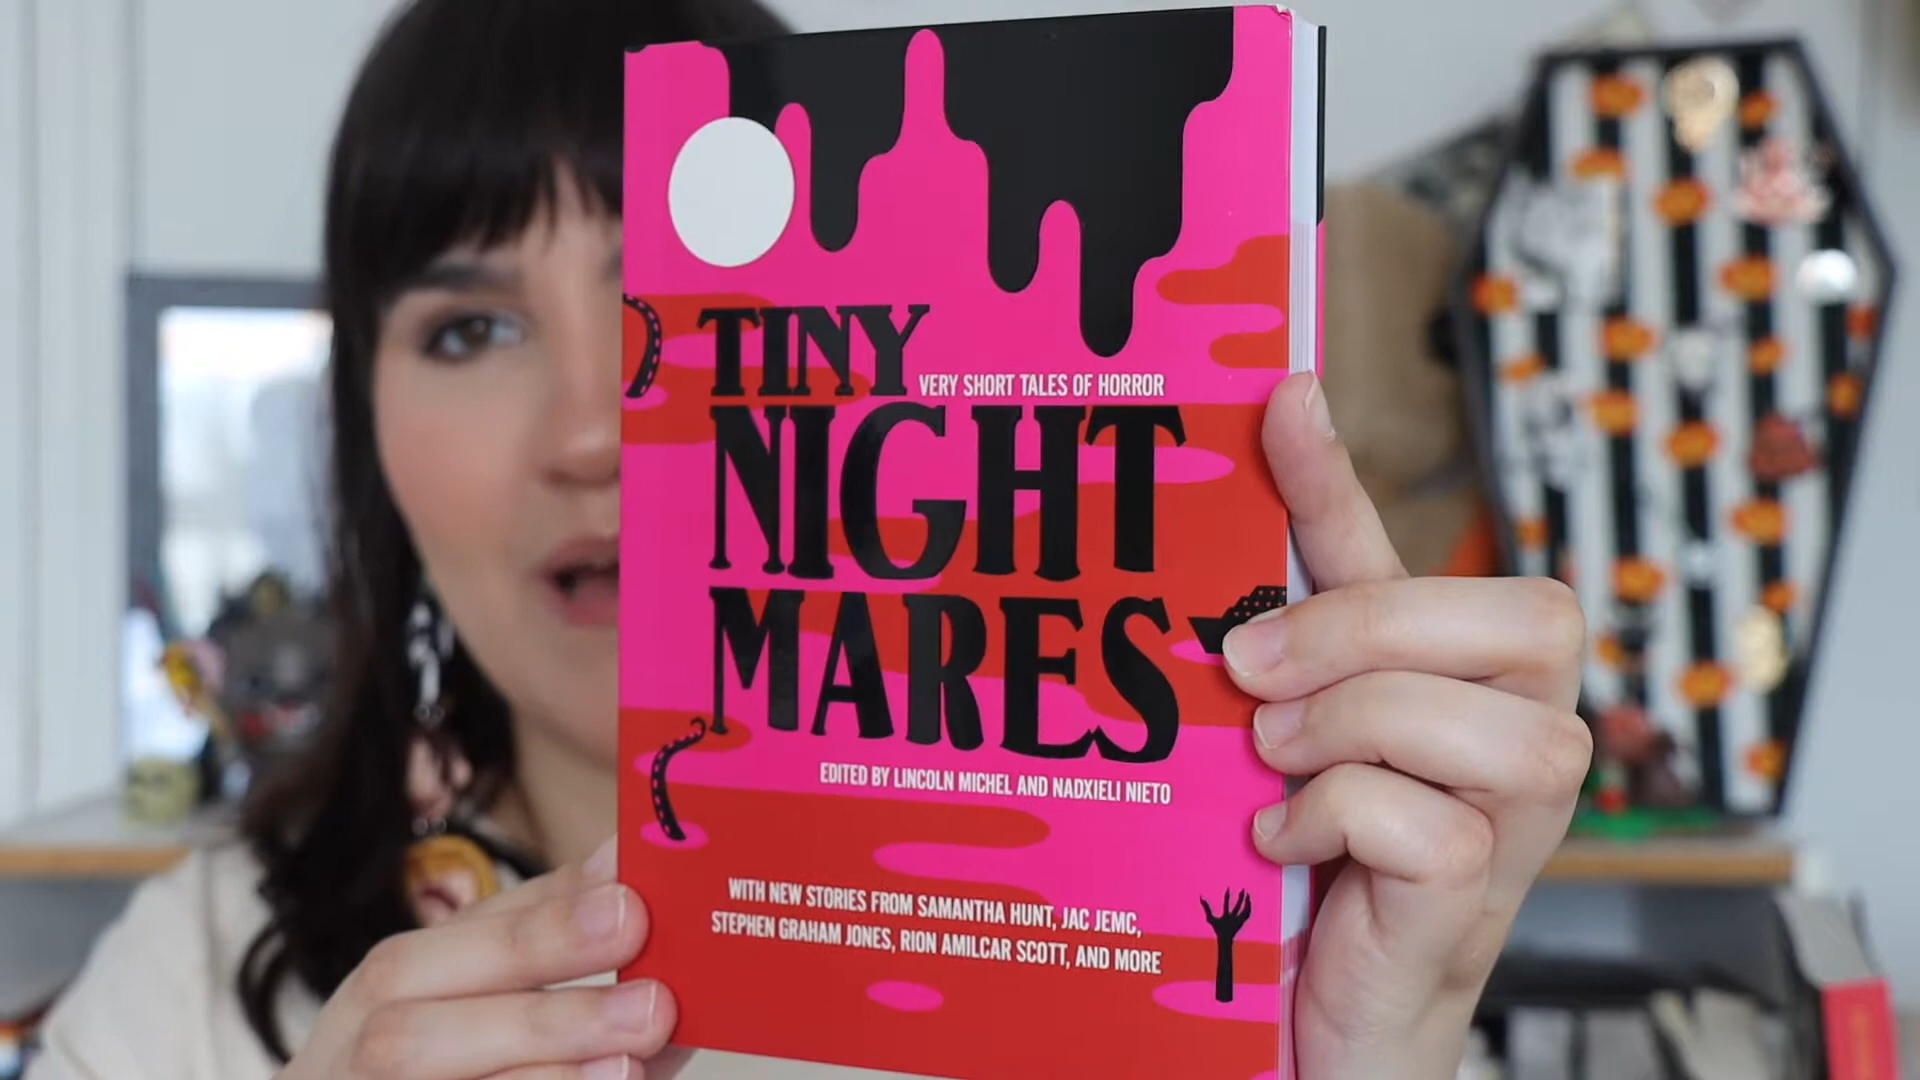 TINY
VERY SHORT TALES OF HORROR
NIGHT
MARES
EDITED BY LINCOLN MICHEL AND NADXIELI NIETO
WITH NEW STORIES FROM SAMANTHA HUNT, JAC JEMC,
STEPHEN GRAHAM JONES, RION AMILCAR SCOTT, AND MORE